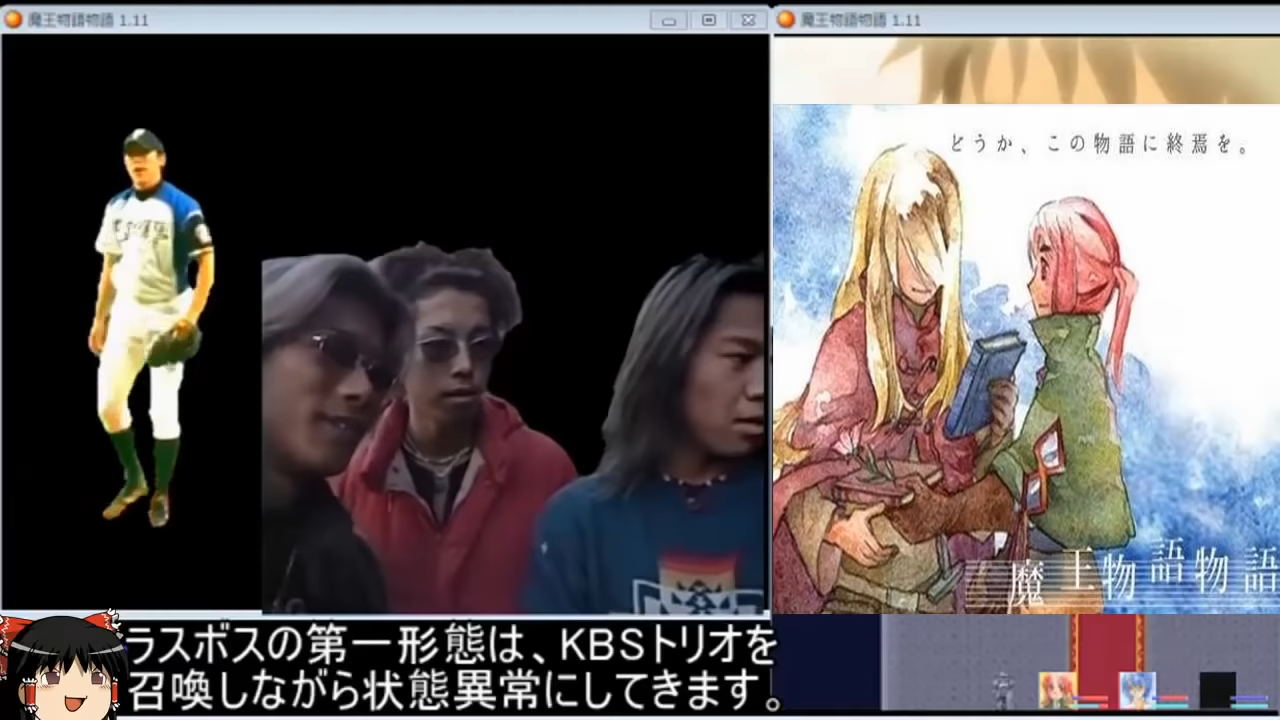 魔王物語物語 1.11
魔王物語物語 1.11
どうか、この物語に終焉を。
魔王物語物語
ラスボスの第一形態は、KBSトリオを
召喚しながら状態異常にしてきます。